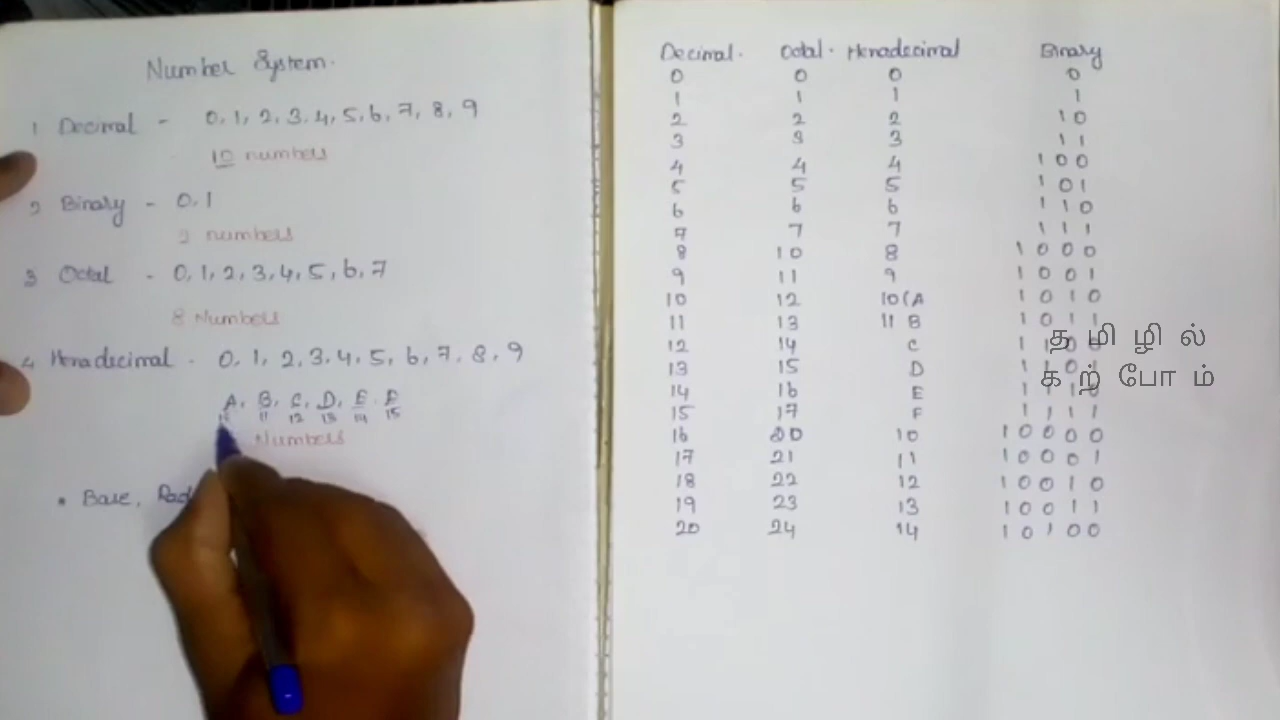 Number System.
1 Decimal - 0, 1, 2, 3, 4, 5, 6, 7, 8, 9
10 numbers
2 Binary - 0, 1
2 numbers
3 Octal - 0, 1, 2, 3, 4, 5, 6, 7
8 Numbers
4 Hexadecimal - 0, 1, 2, 3, 4, 5, 6, 7, 8, 9
A, B, C, D, E, F
10 11 12 13 14 15
Numbers
• Base,
Decimal. Octal. Hexadecimal Binary
0 0 0 0
1 1 1 1
2 2 2 10
3 3 3 11
4 4 4 100
5 5 5 101
6 6 6 110
7 7 7 111
8 10 8 1000
9 11 9 1001
10 12 10(A 1010
11 13 11 B 1011
12 14 C 1100
13 15 D 1101
14 16 E 1110
15 17 F 1111
16 20 10 10000
17 21 11 10001
18 22 12 10010
19 23 13 10011
20 24 14 10100
தமிழில்
கற்போம்